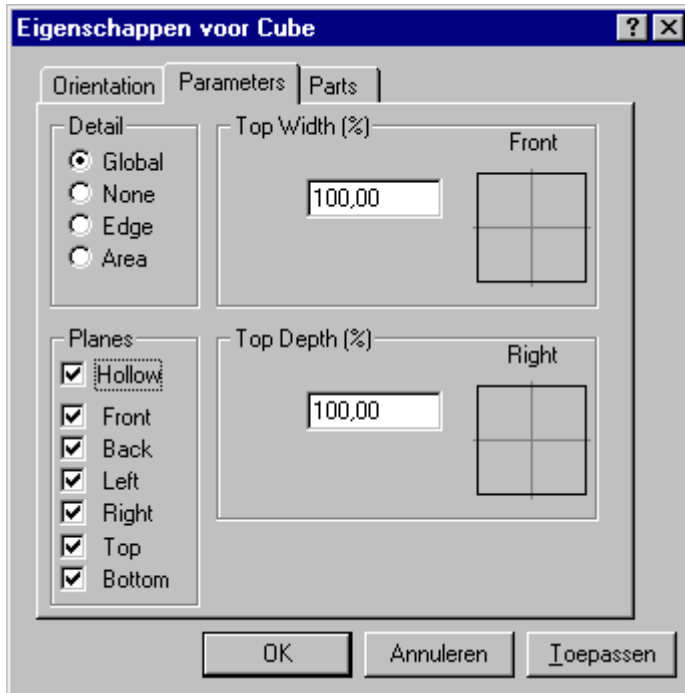 Eigenschappen voor Cube
Orientation Parameters Parts
Detail
Global
None
Edge
Area
Top Width (%)
Front
100,00
Planes
Hollow
Front
Back
Left
Right
Top
Bottom
Top Depth (%)
Right
100,00
OK Annuleren Toepassen